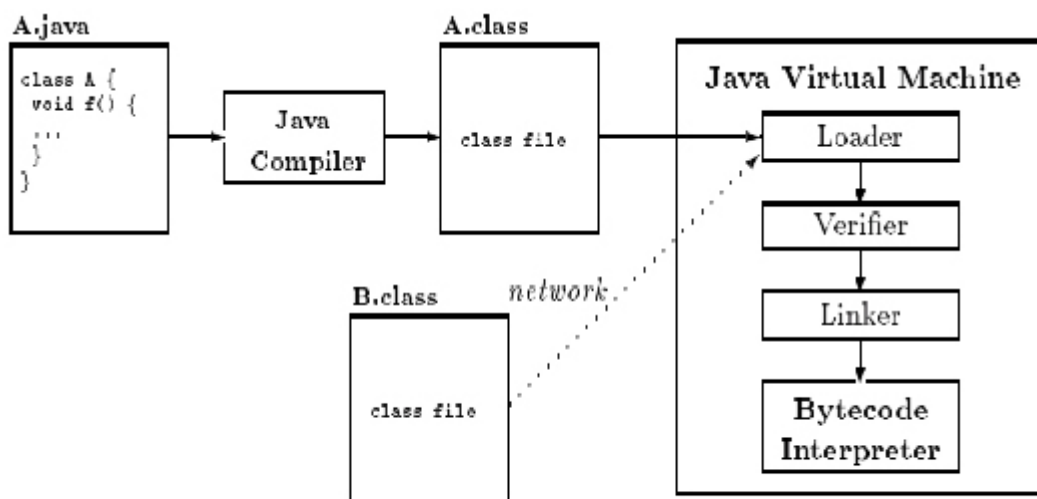 A.java
class A {
void f() {
...
}
}
Java
Compiler
A.class
class file
B.class
class file
network
Java Virtual Machine
Loader
Verifier
Linker
Bytecode
Interpreter